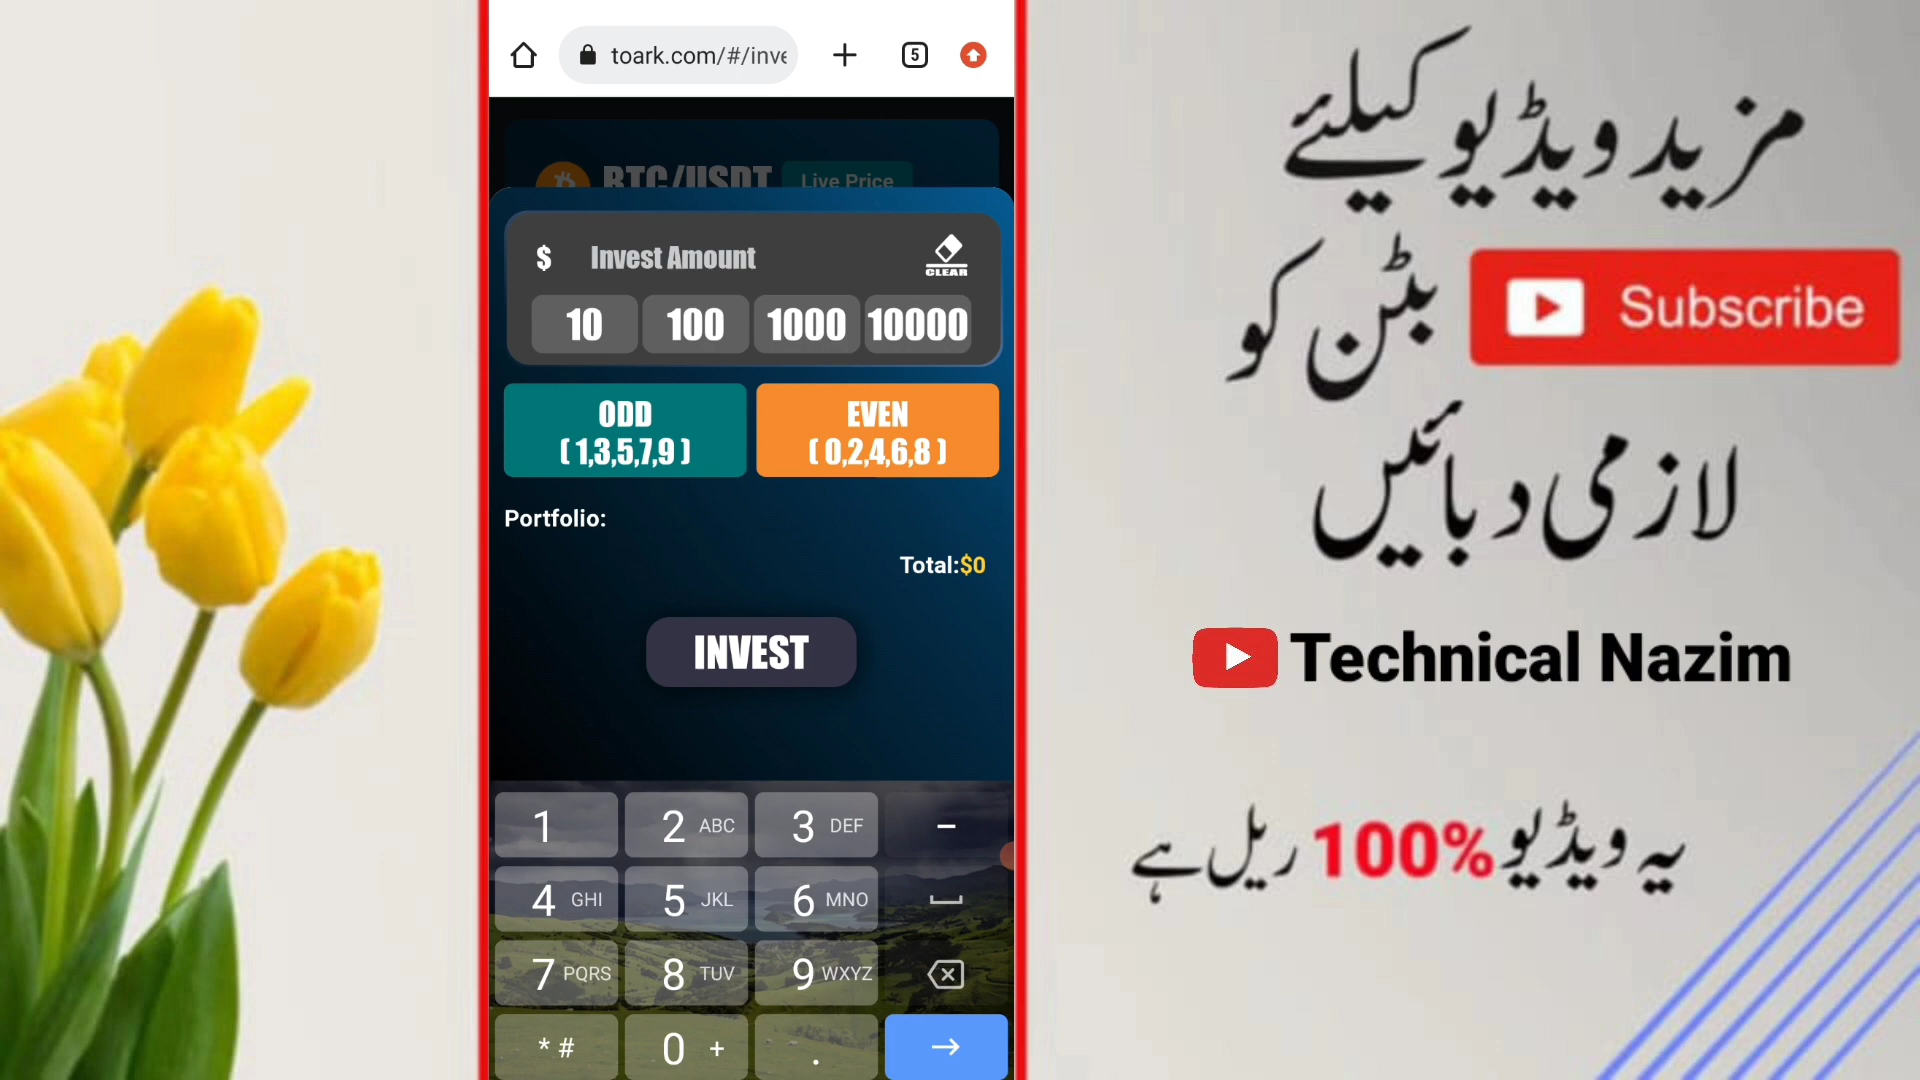 5
toark.com/#/inve
BTC/USDT
Live Price
$ Invest Amount
CLEAR
10 100 1000 10000
ODD
( 1,3,5,7,9 )
EVEN
( 0,2,4,6,8 )
Portfolio:
Total:$0
INVEST
1
2 ABC
3 DEF
-
4 GHI
5 JKL
6 MNO
7 PQRS
8 TUV
9 WXYZ
* #
0 +
.
مزید ویڈیو کیلئے
Subscribe بٹن کو
لازمی دبائیں
Technical Nazim
یہ ویڈیو 100% ریل ہے